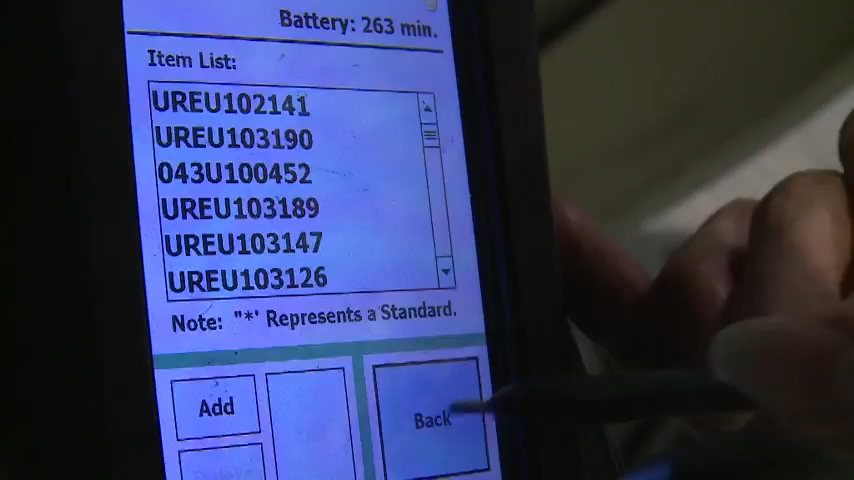 Battery: 263 min.
Item List:
UREU102141
UREU103190
043U100452
UREU103189
UREU103147
UREU103126
Note: "*' Represents a Standard.
Add
Back